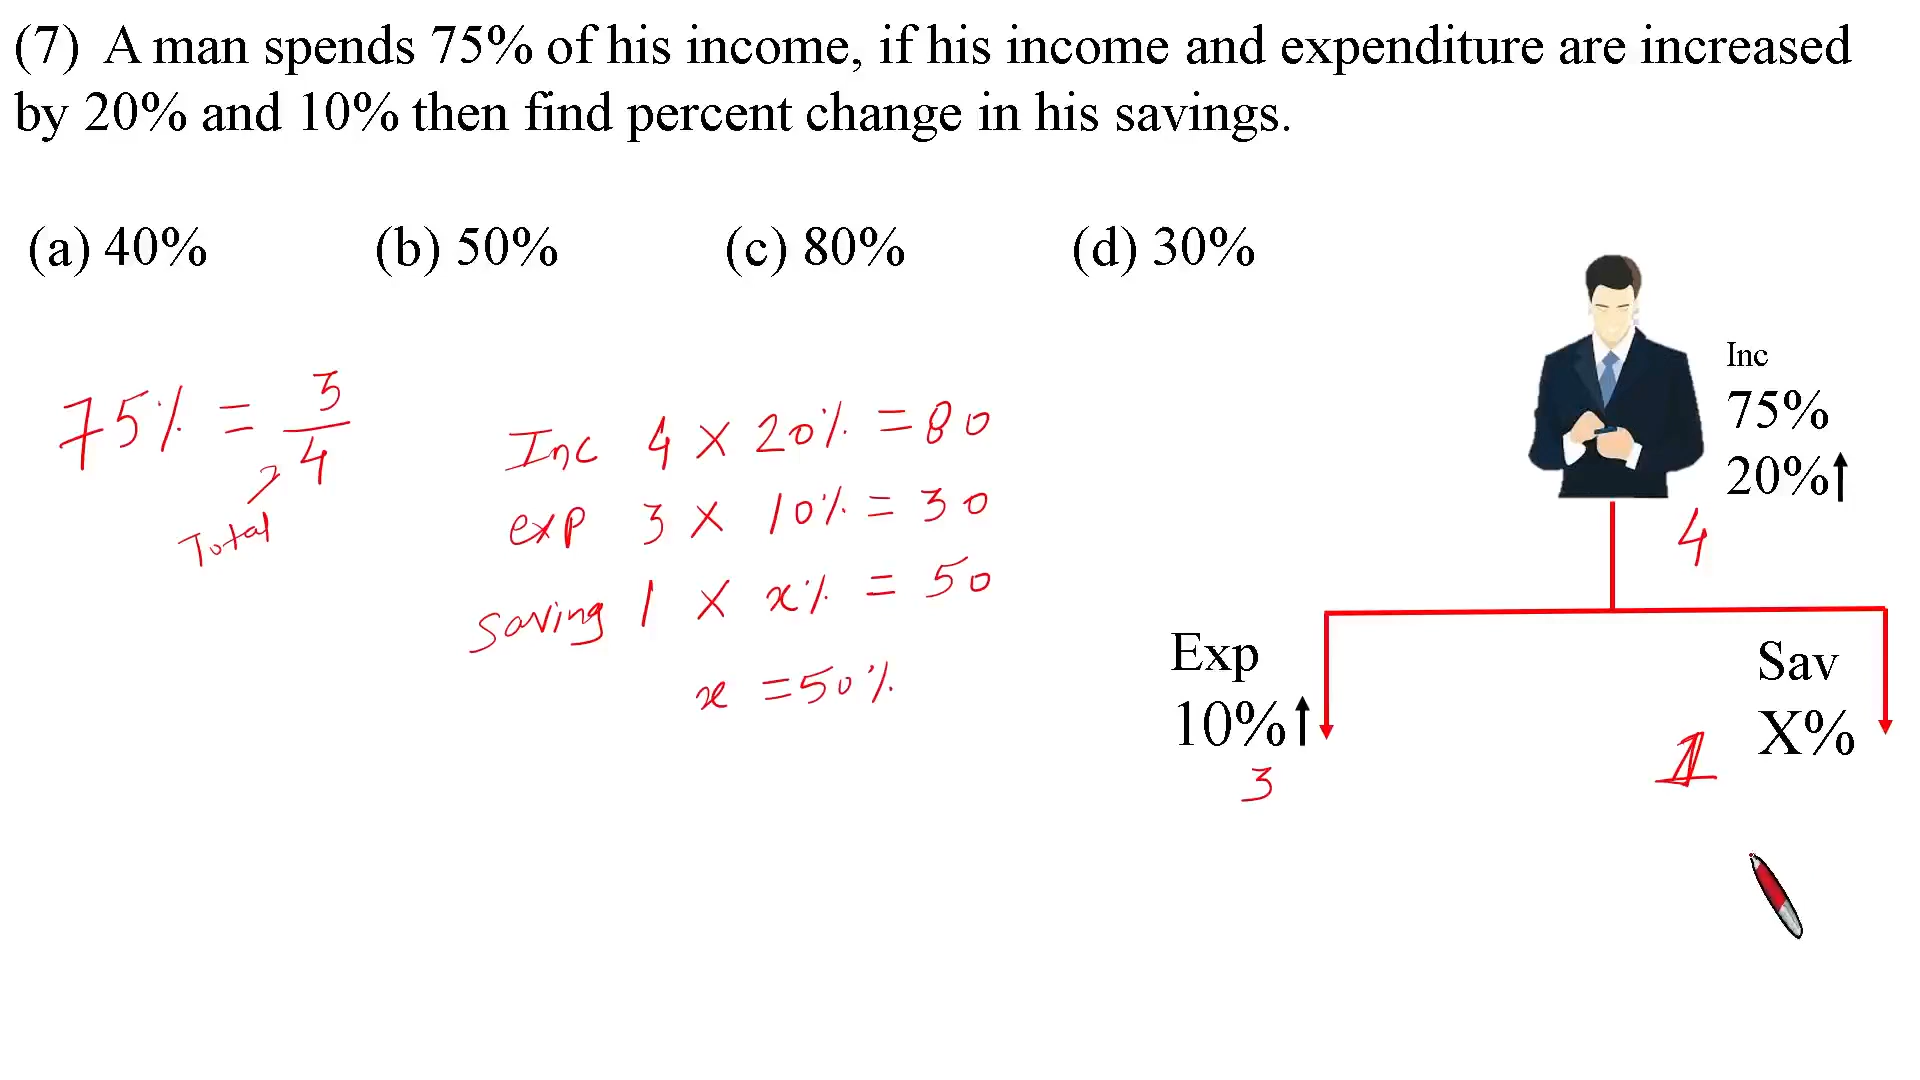 (7) A man spends 75% of his income, if his income and expenditure are increased
by 20% and 10% then find percent change in his savings.
(a) 40% (b) 50% (c) 80% (d) 30%
75% = 3/4
Total
Inc 4 × 20% = 80
exp 3 × 10% = 30
saving 1 × x% = 50
x = 50%
Inc
75%
20%↑
4
Exp
10%↑
3
Sav
X%
1